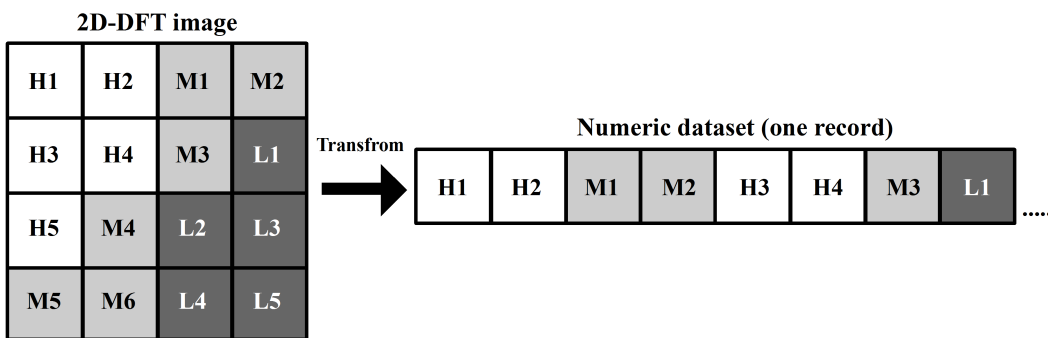 2D-DFT image
H1 H2 M1 M2
H3 H4 M3 L1
H5 M4 L2 L3
M5 M6 L4 L5
Transfrom
Numeric dataset (one record)
H1 H2 M1 M2 H3 H4 M3 L1 .....